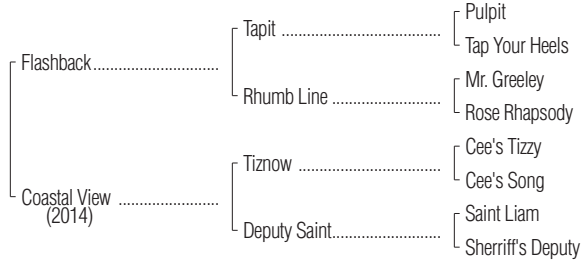 Pulpit
Tapit
Tap Your Heels
Flashback
Mr. Greeley
Rhumb Line
Rose Rhapsody
Cee's Tizzy
Tiznow
Cee's Song
Coastal View
(2014)
Saint Liam
Deputy Saint
Sherriff's Deputy